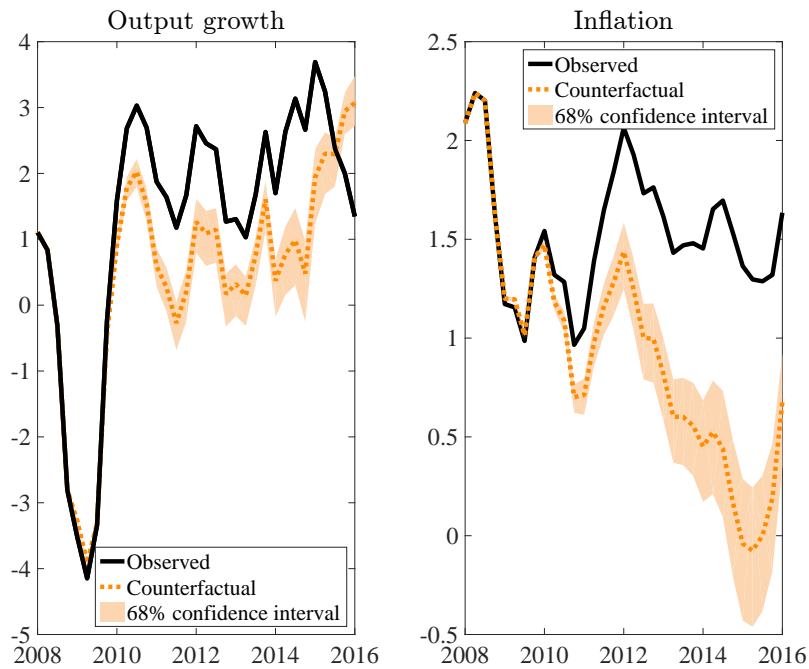 Output growth
4
3
2
1
0
-1
-2
-3
-4
-5
2008 2010 2012 2014 2016
Observed
Counterfactual
68% confidence interval
Inflation
2.5
2
1.5
1
0.5
0
-0.5
2008 2010 2012 2014 2016
Observed
Counterfactual
68% confidence interval